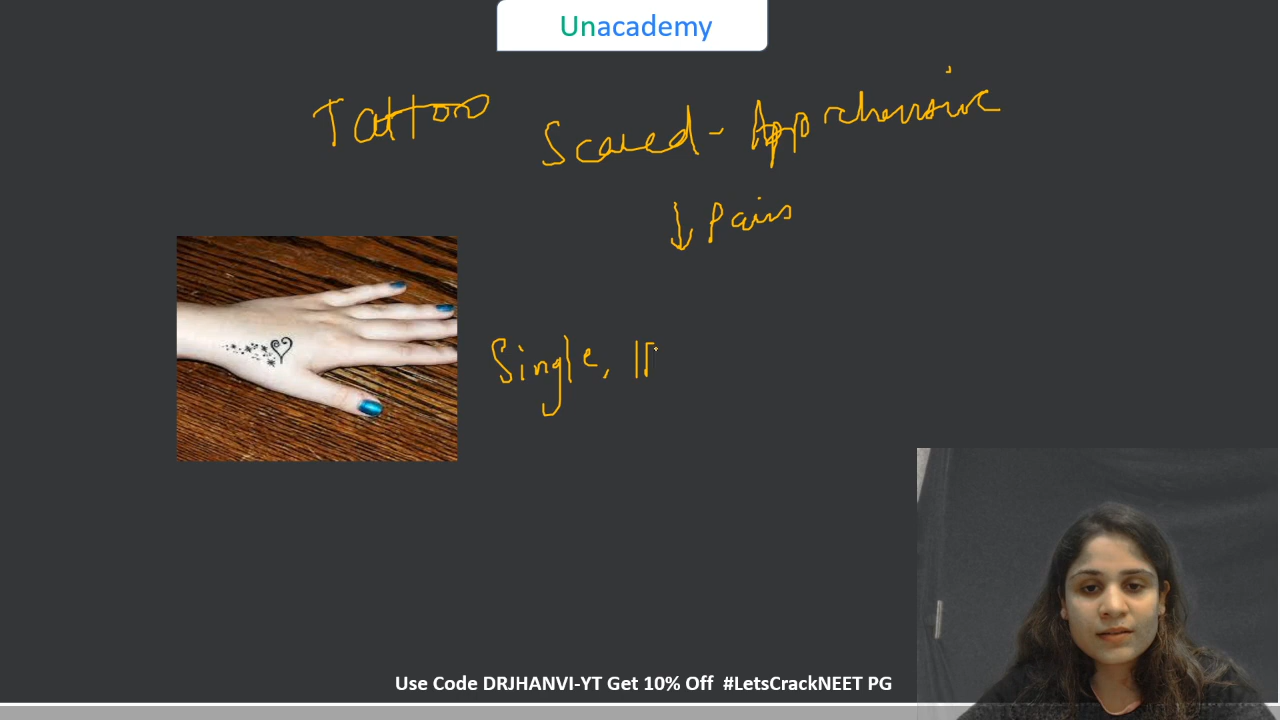 Unacademy
Tattoo
Scared - Apprehensive
↓ Pain
Single,
Use Code DRJHANVI-YT Get 10% Off #LetsCrackNEET PG